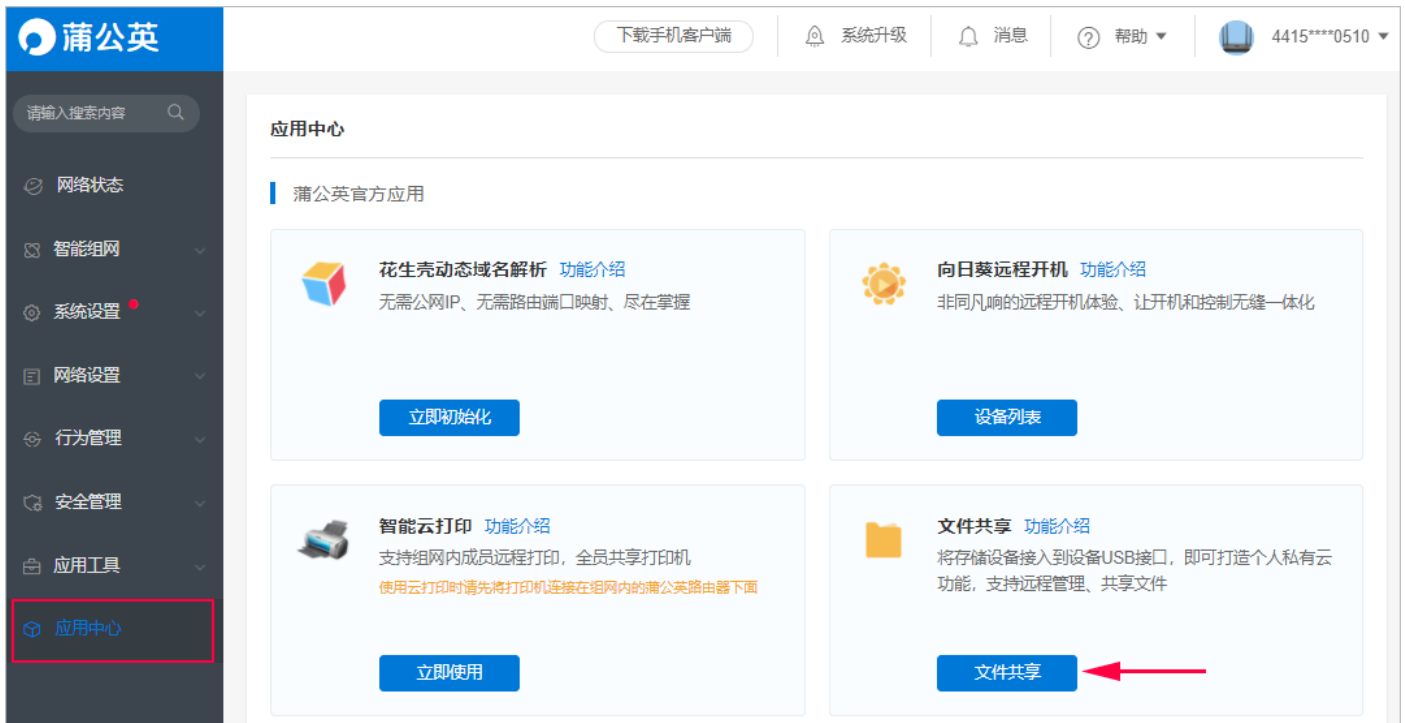 蒲公英
下载手机客户端
系统升级
消息
帮助
4415****0510
请输入搜索内容
网络状态
智能组网
系统设置
网络设置
行为管理
安全管理
应用工具
应用中心
应用中心
蒲公英官方应用
花生壳动态域名解析 功能介绍
无需公网IP、无需路由端口映射、尽在掌握
立即初始化
向日葵远程开机 功能介绍
非同凡响的远程开机体验、让开机和控制无缝一体化
设备列表
智能云打印 功能介绍
支持组网内成员远程打印，全员共享打印机
使用云打印时请先将打印机连接在组网内的蒲公英路由器下面
立即使用
文件共享 功能介绍
将存储设备接入到设备USB接口，即可打造个人私有云
功能，支持远程管理、共享文件
文件共享